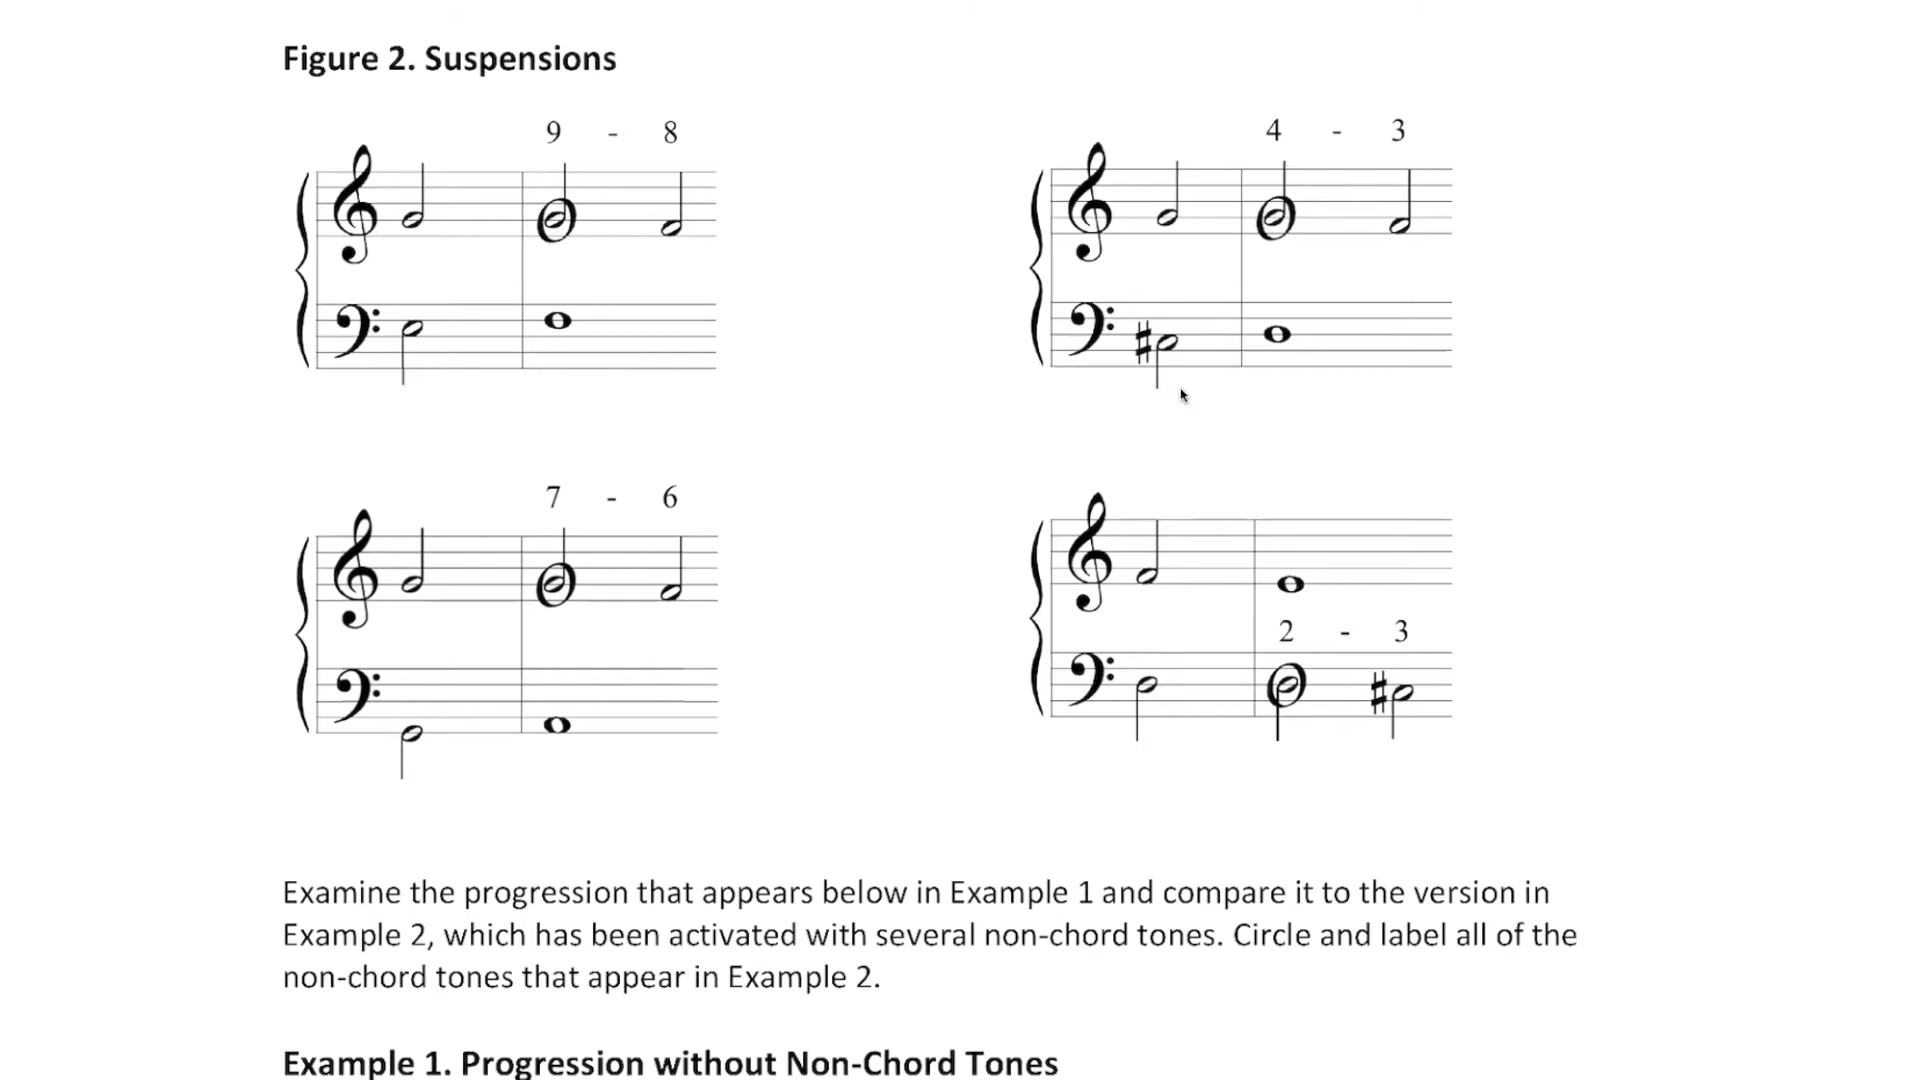 Figure 2. Suspensions
9 - 8
4 - 3
7 - 6
2 - 3
Examine the progression that appears below in Example 1 and compare it to the version in
Example 2, which has been activated with several non-chord tones. Circle and label all of the
non-chord tones that appear in Example 2.
Example 1. Progression without Non-Chord Tones